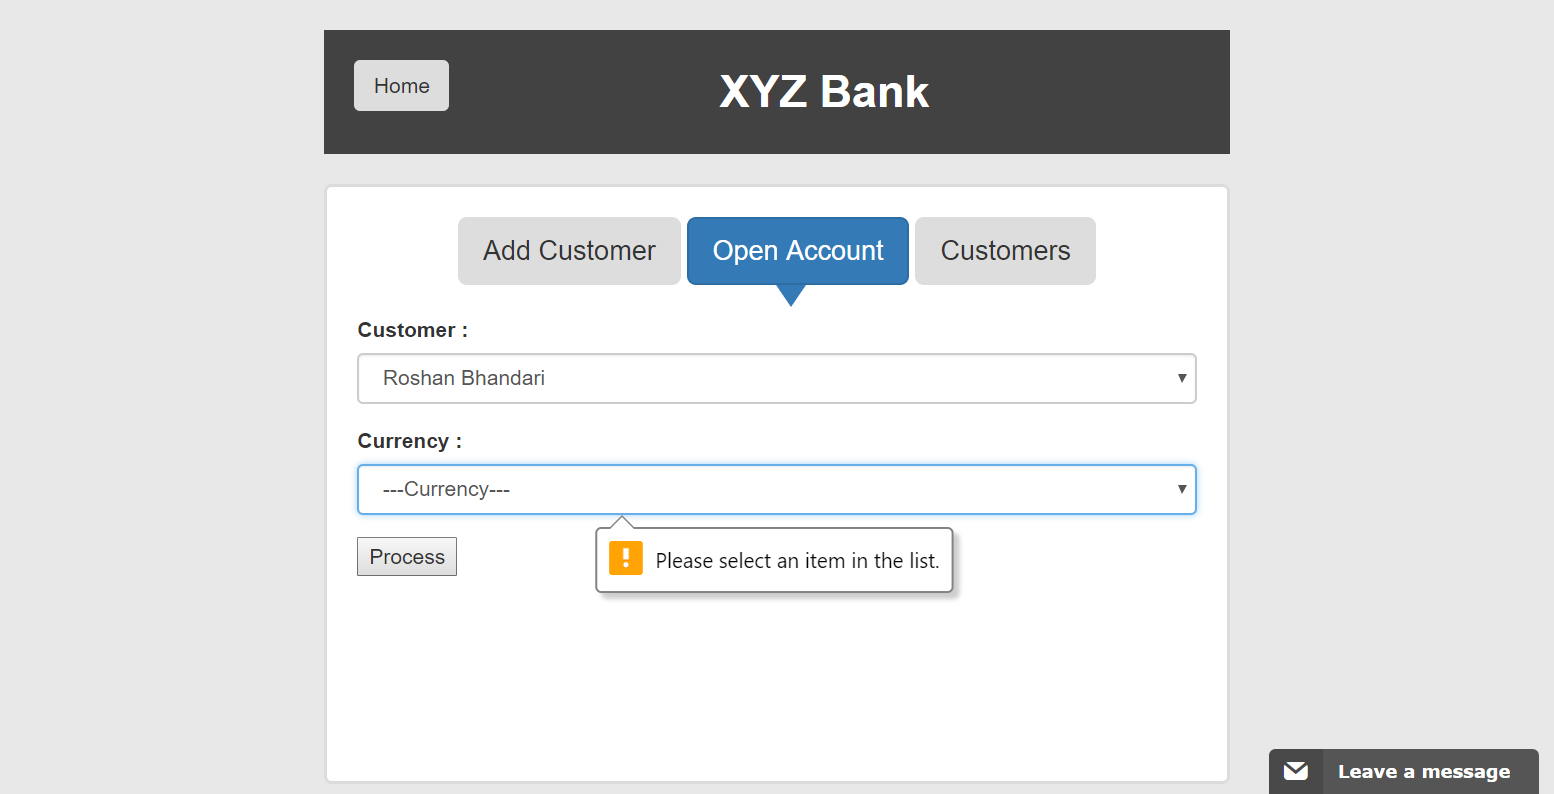 Home
XYZ Bank
Add Customer
Open Account
Customers
Customer :
Roshan Bhandari
Currency :
---Currency---
Process
Please select an item in the list.
Leave a message